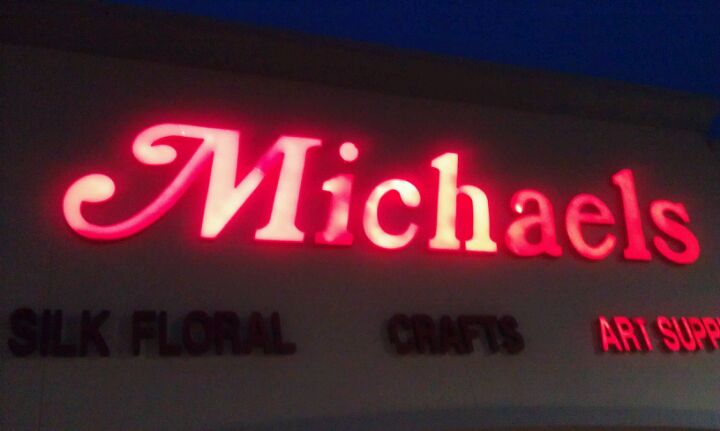 Michaels
SILK FLORAL CRAFTS ART SUPP